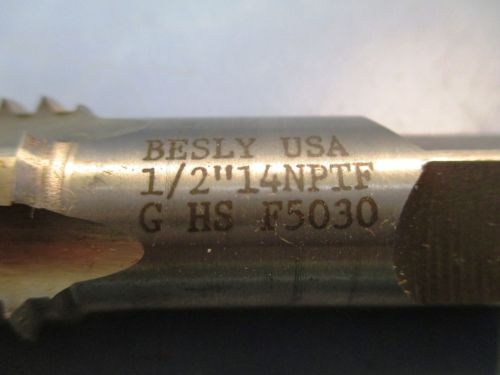 BESLY USA
1/2"14NPTF
G HS F5030